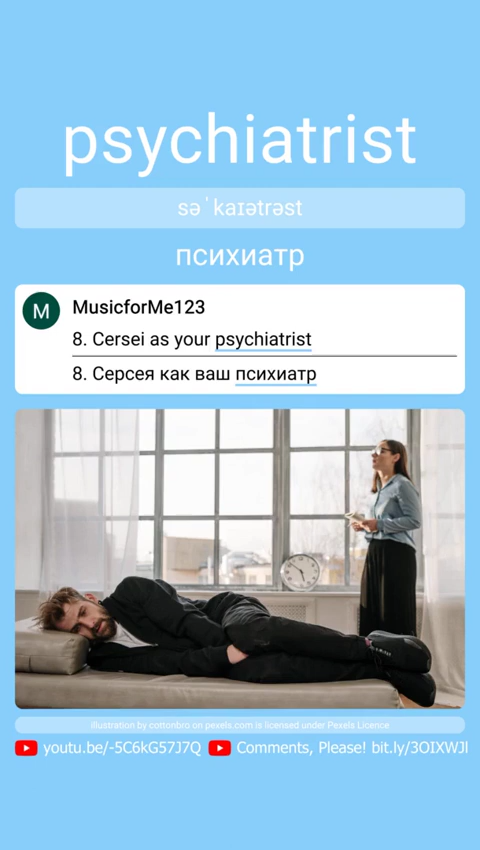 psychiatrist
səˈkaɪətrəst
психиатр
M MusicforMe123
8. Cersei as your psychiatrist
8. Серсея как ваш психиатр
illustration by cottonbro on pexels.com is licensed under Pexels Licence
youtu.be/-5C6kG57J7Q Comments, Please! bit.ly/3OIXWJl